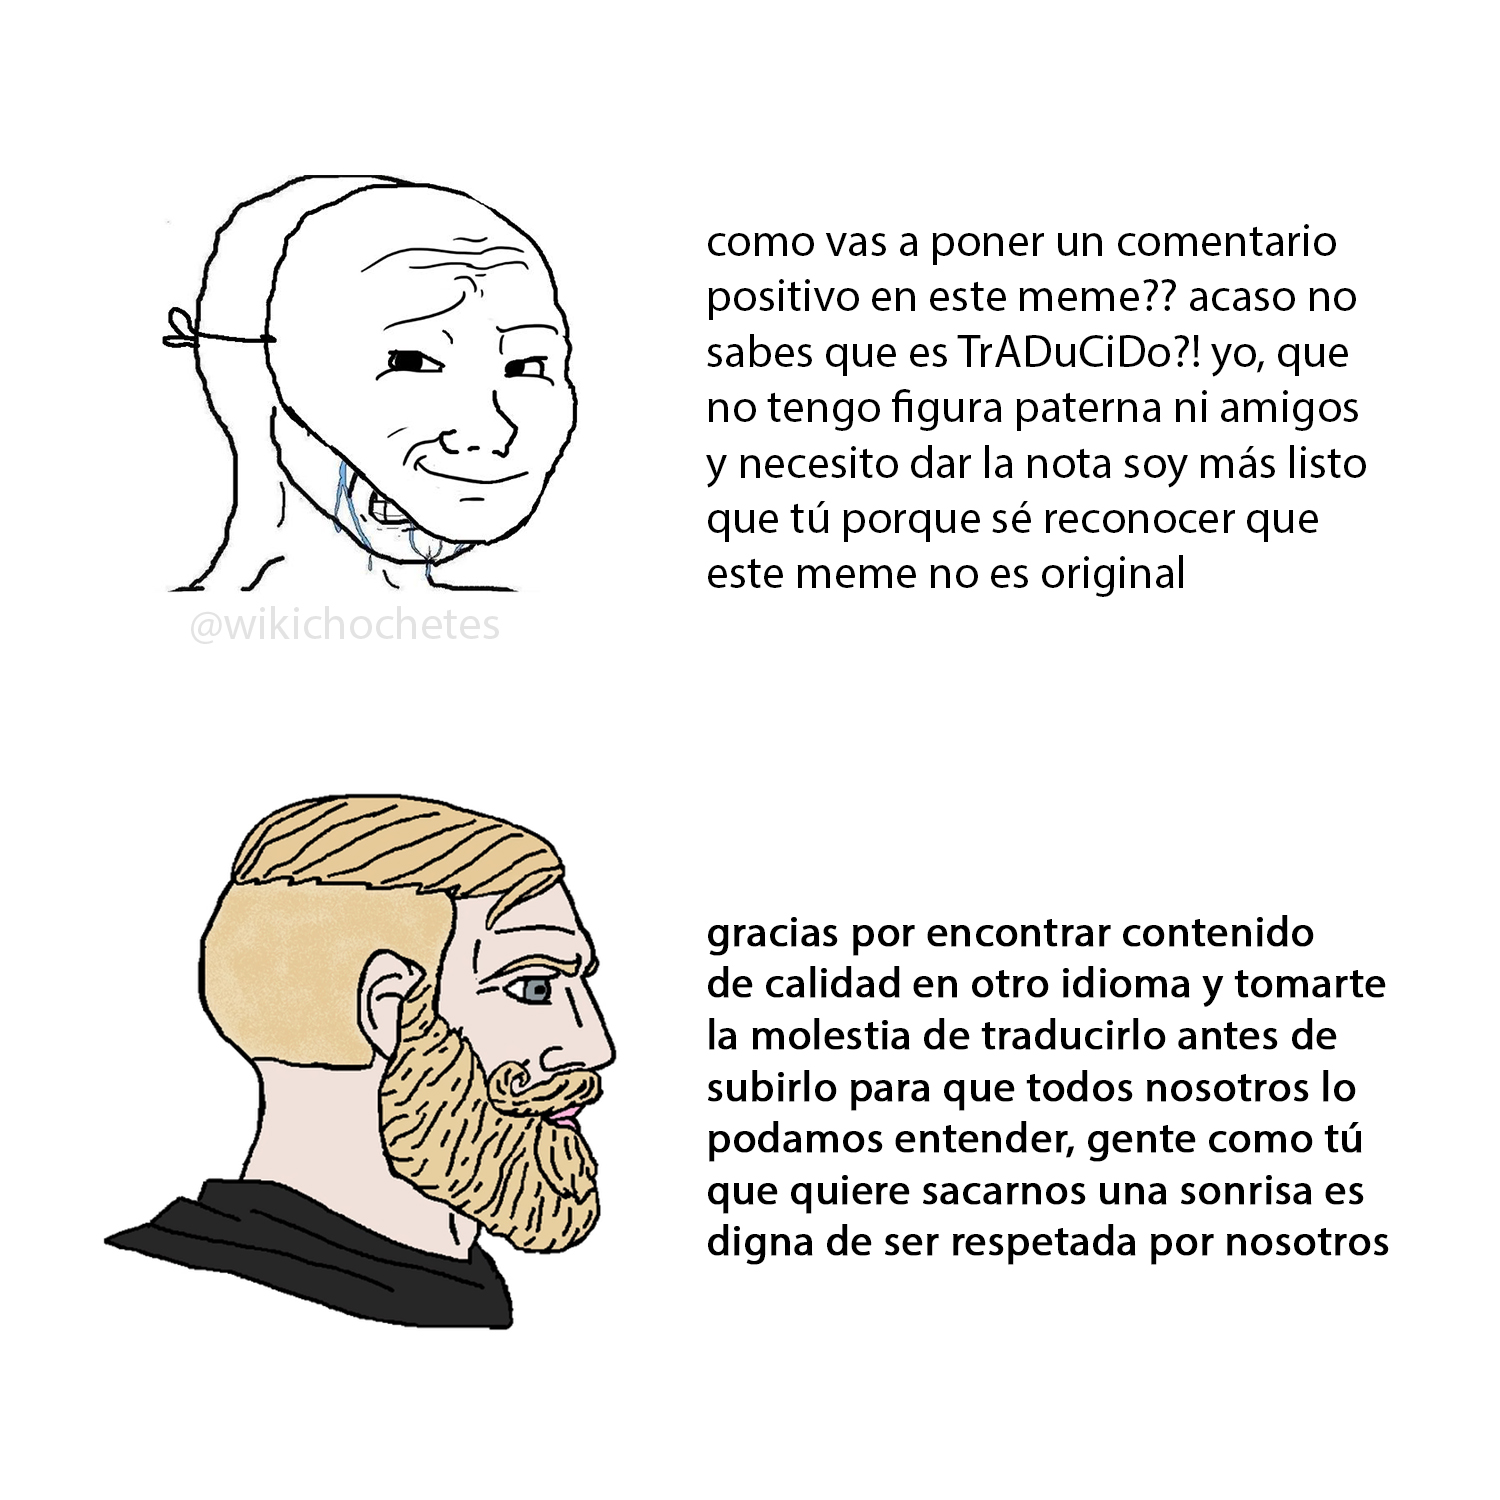 como vas a poner un comentario
positivo en este meme?? acaso no
sabes que es TrADuCiDo?! yo, que
no tengo figura paterna ni amigos
y necesito dar la nota soy más listo
que tú porque sé reconocer que
este meme no es original
@wikichochetes
gracias por encontrar contenido
de calidad en otro idioma y tomarte
la molestia de traducirlo antes de
subirlo para que todos nosotros lo
podamos entender, gente como tú
que quiere sacarnos una sonrisa es
digna de ser respetada por nosotros